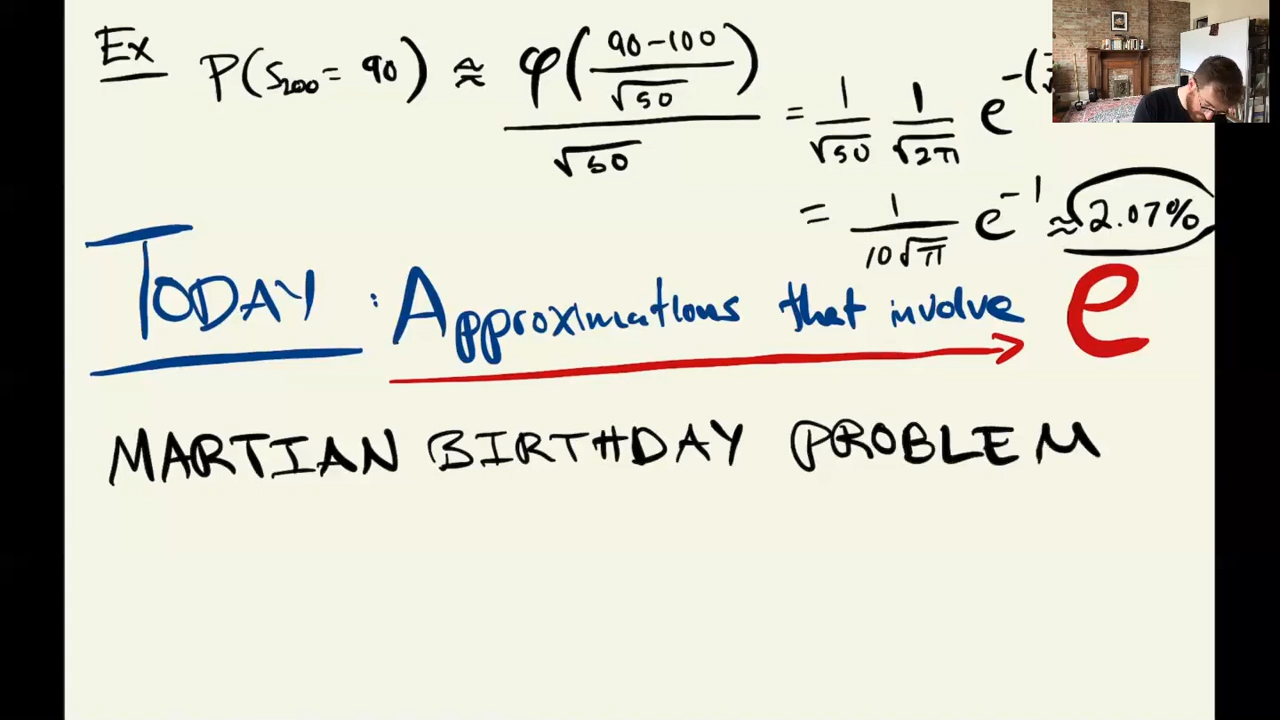 Ex P(S₂₀₀ = 90) ≈ φ((90-100)/√50)/√50 = 1/√50 1/√2π e^-(
= 1/(10√π) e^-1 ≈ 2.07%
TODAY : Approximations that involve e
MARTIAN BIRTHDAY PROBLEM